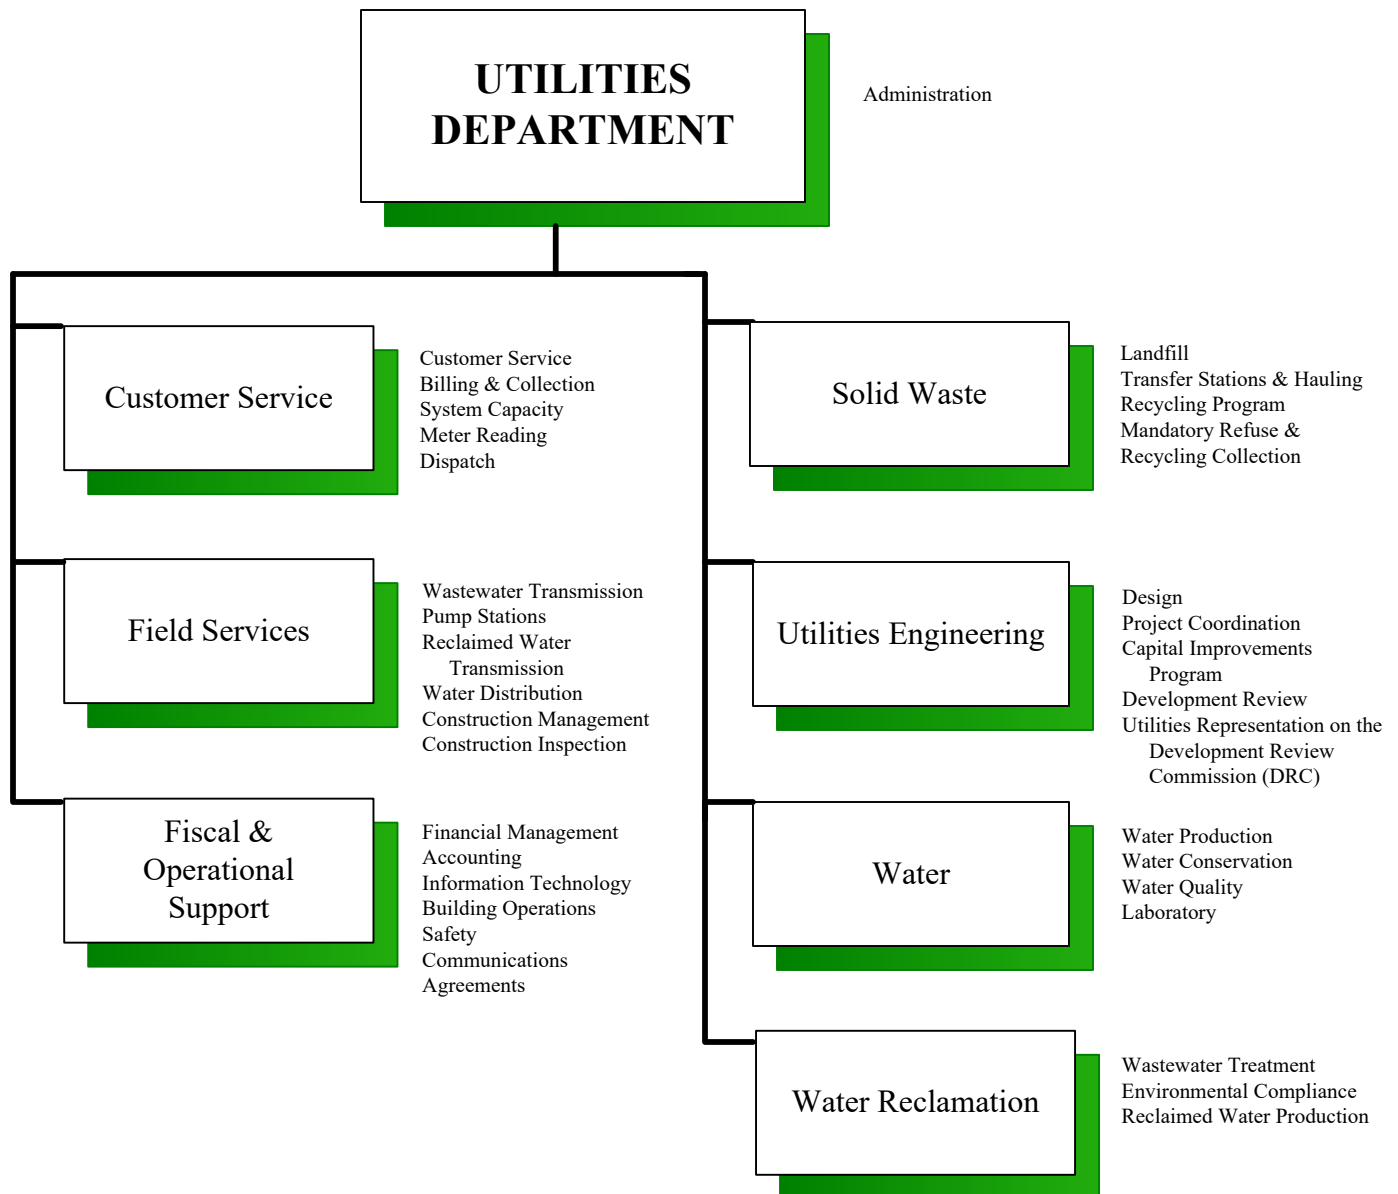 UTILITIES
DEPARTMENT
Administration
Customer Service
Customer Service
Billing & Collection
System Capacity
Meter Reading
Dispatch
Field Services
Wastewater Transmission
Pump Stations
Reclaimed Water
Transmission
Water Distribution
Construction Management
Construction Inspection
Fiscal &
Operational
Support
Financial Management
Accounting
Information Technology
Building Operations
Safety
Communications
Agreements
Solid Waste
Landfill
Transfer Stations & Hauling
Recycling Program
Mandatory Refuse &
Recycling Collection
Utilities Engineering
Design
Project Coordination
Capital Improvements
Program
Development Review
Utilities Representation on the
Development Review
Commission (DRC)
Water
Water Production
Water Conservation
Water Quality
Laboratory
Water Reclamation
Wastewater Treatment
Environmental Compliance
Reclaimed Water Production